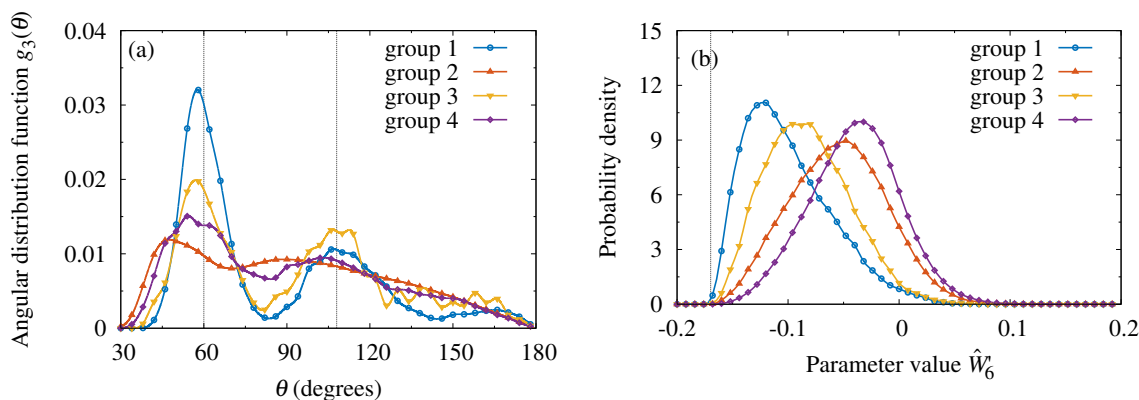 (a)
Angular distribution function g₃(θ)
0.04
0.03
0.02
0.01
0
group 1
group 2
group 3
group 4
30 60 90 120 150 180
θ (degrees)
(b)
Probability density
15
12
9
6
3
0
group 1
group 2
group 3
group 4
-0.2 -0.1 0 0.1 0.2
Parameter value Ŵ'₆